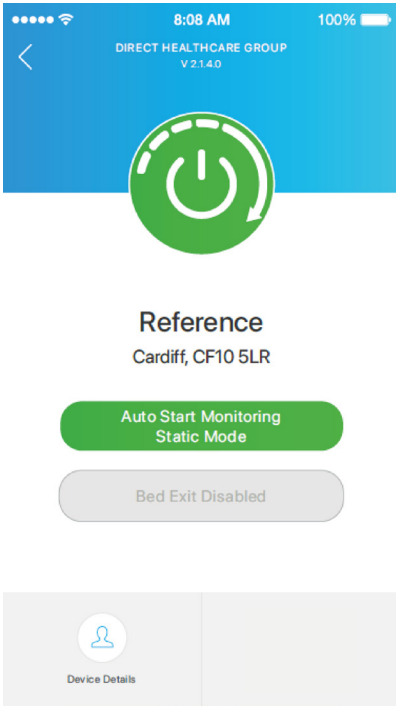 8:08 AM 100%
DIRECT HEALTHCARE GROUP
V 2.1.4.0
Reference
Cardiff, CF10 5LR
Auto Start Monitoring
Static Mode
Bed Exit Disabled
Device Details